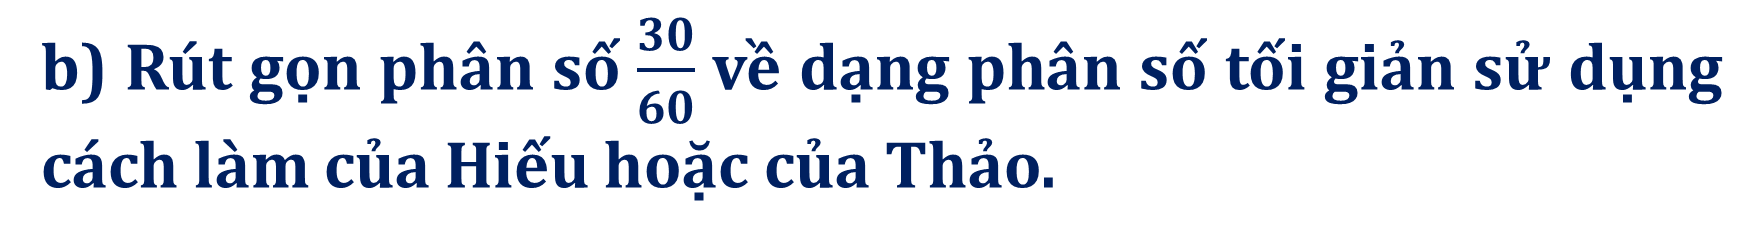 b) Rút gọn phân số 30/60 về dạng phân số tối giản sử dụng
cách làm của Hiếu hoặc của Thảo.